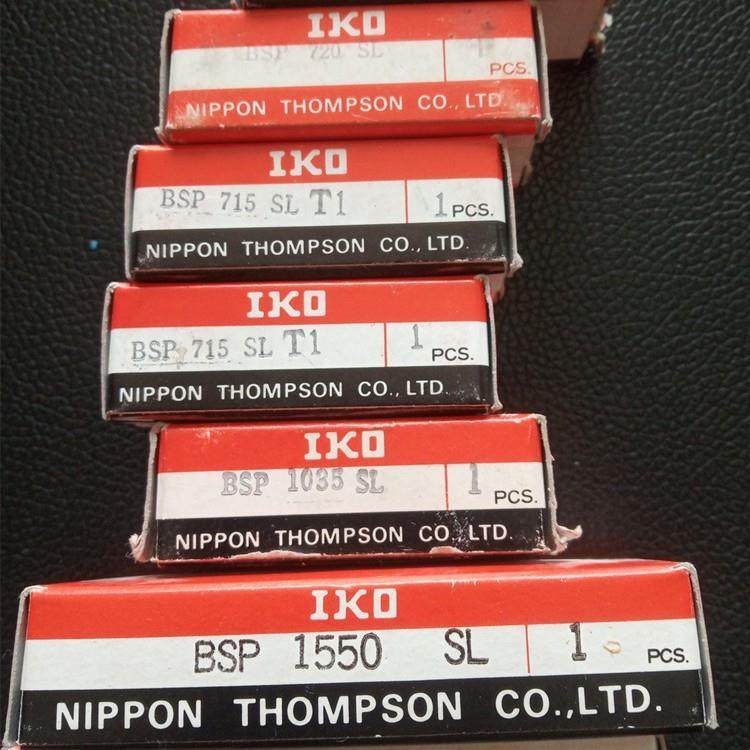 IKO
BSP 720 SL 1 PCS.
NIPPON THOMPSON CO., LTD.
IKO
BSP 715 SL T1 1 PCS.
NIPPON THOMPSON CO., LTD.
IKO
BSP 715 SL T1 1 PCS.
NIPPON THOMPSON CO., LTD.
IKO
BSP 1035 SL 1 PCS.
NIPPON THOMPSON CO., LTD.
IKO
BSP 1550 SL 1 PCS.
NIPPON THOMPSON CO.,LTD.